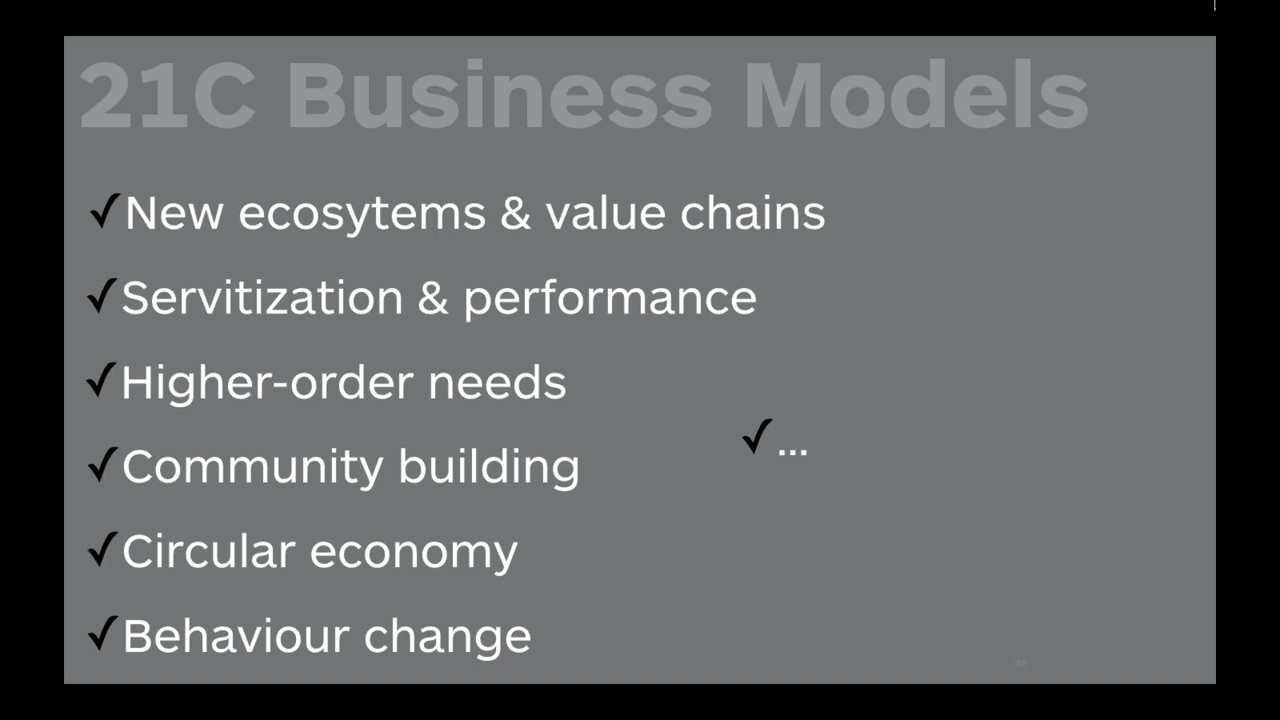 21C Business Models
✓New ecosytems & value chains
✓Servitization & performance
✓Higher-order needs
✓...
✓Community building
✓Circular economy
✓Behaviour change